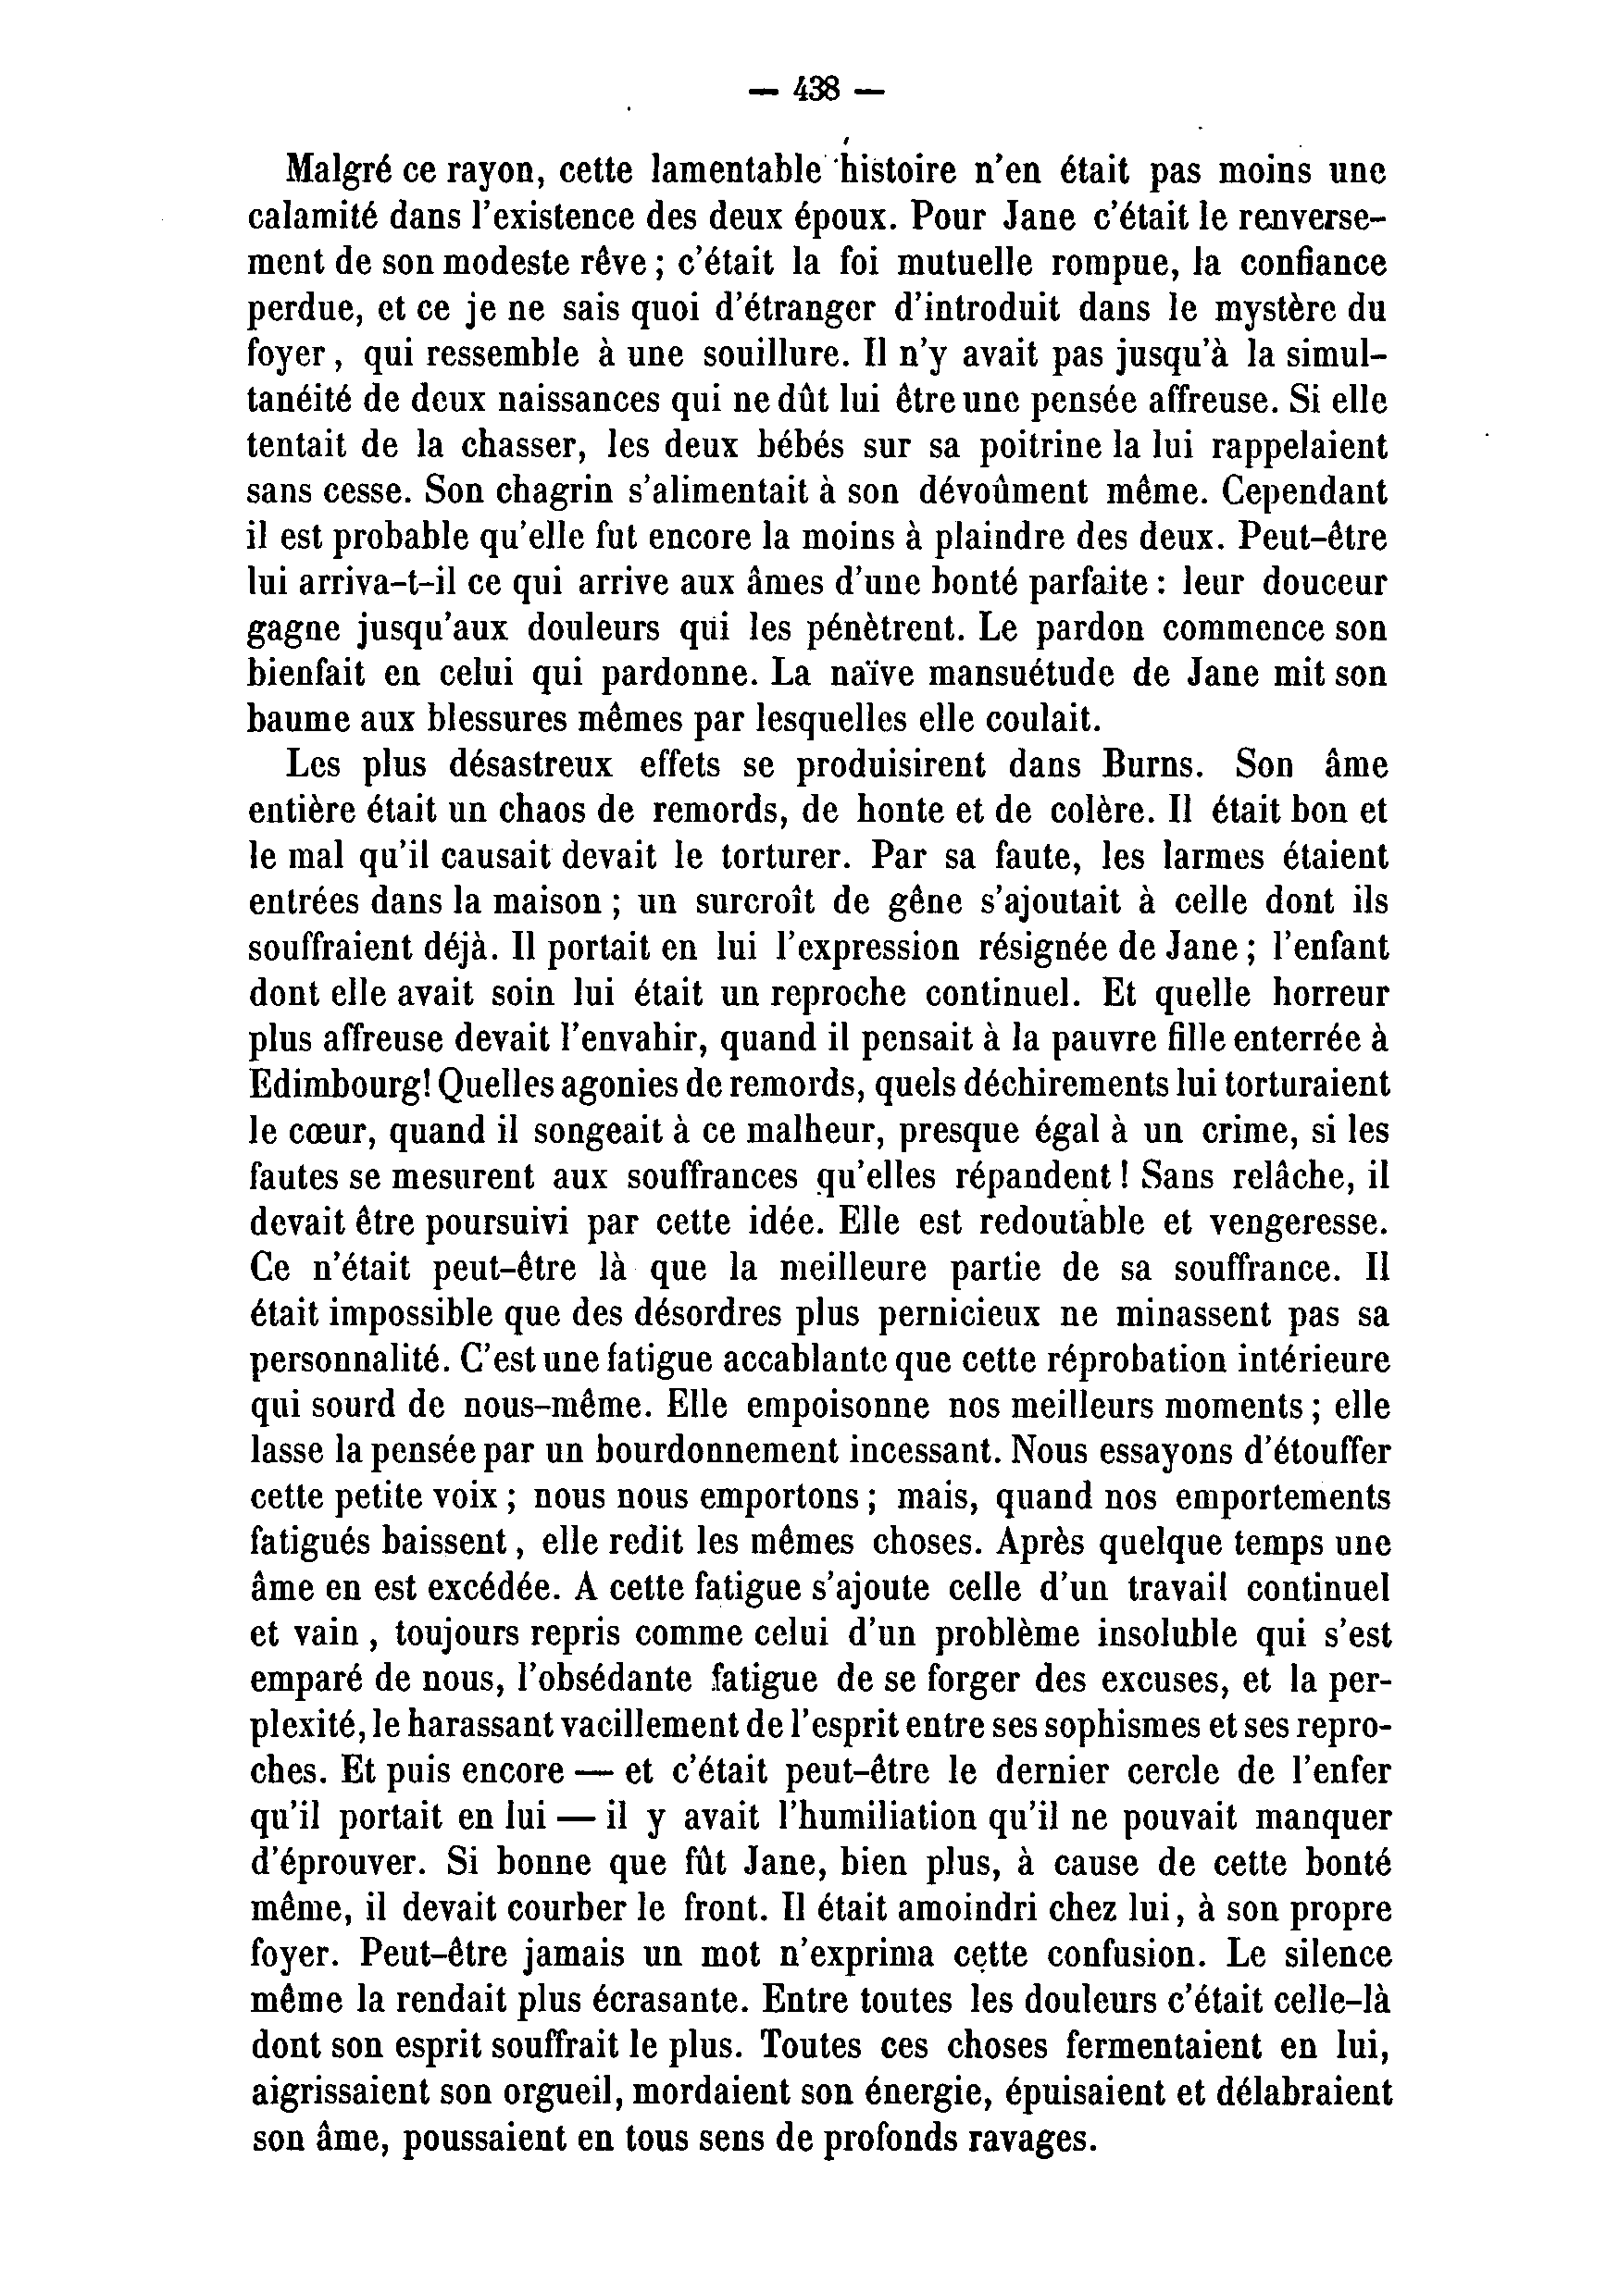 — 438 —
Malgré ce rayon, cette lamentable histoire n'en était pas moins une
calamité dans l'existence des deux époux. Pour Jane c'était le renverse-
ment de son modeste rêve ; c'était la foi mutuelle rompue, la confiance
perdue, et ce je ne sais quoi d'étranger d'introduit dans le mystère du
foyer, qui ressemble à une souillure. Il n'y avait pas jusqu'à la simul-
tanéité de deux naissances qui ne dût lui être une pensée affreuse. Si elle
tentait de la chasser, les deux bébés sur sa poitrine la lui rappelaient
sans cesse. Son chagrin s'alimentait à son dévoûment même. Cependant
il est probable qu'elle fut encore la moins à plaindre des deux. Peut-être
lui arriva-t-il ce qui arrive aux âmes d'une bonté parfaite : leur douceur
gagne jusqu'aux douleurs qui les pénètrent. Le pardon commence son
bienfait en celui qui pardonne. La naïve mansuétude de Jane mit son
baume aux blessures mêmes par lesquelles elle coulait.
Les plus désastreux effets se produisirent dans Burns. Son âme
entière était un chaos de remords, de honte et de colère. Il était bon et
le mal qu'il causait devait le torturer. Par sa faute, les larmes étaient
entrées dans la maison ; un surcroît de gêne s'ajoutait à celle dont ils
souffraient déjà. Il portait en lui l'expression résignée de Jane ; l'enfant
dont elle avait soin lui était un reproche continuel. Et quelle horreur
plus affreuse devait l'envahir, quand il pensait à la pauvre fille enterrée à
Edimbourg! Quelles agonies de remords, quels déchirements lui torturaient
le cœur, quand il songeait à ce malheur, presque égal à un crime, si les
fautes se mesurent aux souffrances qu'elles répandent ! Sans relâche, il
devait être poursuivi par cette idée. Elle est redoutable et vengeresse.
Ce n'était peut-être là que la meilleure partie de sa souffrance. Il
était impossible que des désordres plus pernicieux ne minassent pas sa
personnalité. C'est une fatigue accablante que cette réprobation intérieure
qui sourd de nous-même. Elle empoisonne nos meilleurs moments ; elle
lasse la pensée par un bourdonnement incessant. Nous essayons d'étouffer
cette petite voix ; nous nous emportons ; mais, quand nos emportements
fatigués baissent, elle redit les mêmes choses. Après quelque temps une
âme en est excédée. A cette fatigue s'ajoute celle d'un travail continuel
et vain, toujours repris comme celui d'un problème insoluble qui s'est
emparé de nous, l'obsédante fatigue de se forger des excuses, et la per-
plexité, le harassant vacillement de l'esprit entre ses sophismes et ses repro-
ches. Et puis encore — et c'était peut-être le dernier cercle de l'enfer
qu'il portait en lui — il y avait l'humiliation qu'il ne pouvait manquer
d'éprouver. Si bonne que fût Jane, bien plus, à cause de cette bonté
même, il devait courber le front. Il était amoindri chez lui, à son propre
foyer. Peut-être jamais un mot n'exprima cette confusion. Le silence
même la rendait plus écrasante. Entre toutes les douleurs c'était celle-là
dont son esprit souffrait le plus. Toutes ces choses fermentaient en lui,
aigrissaient son orgueil, mordaient son énergie, épuisaient et délabraient
son âme, poussaient en tous sens de profonds ravages.